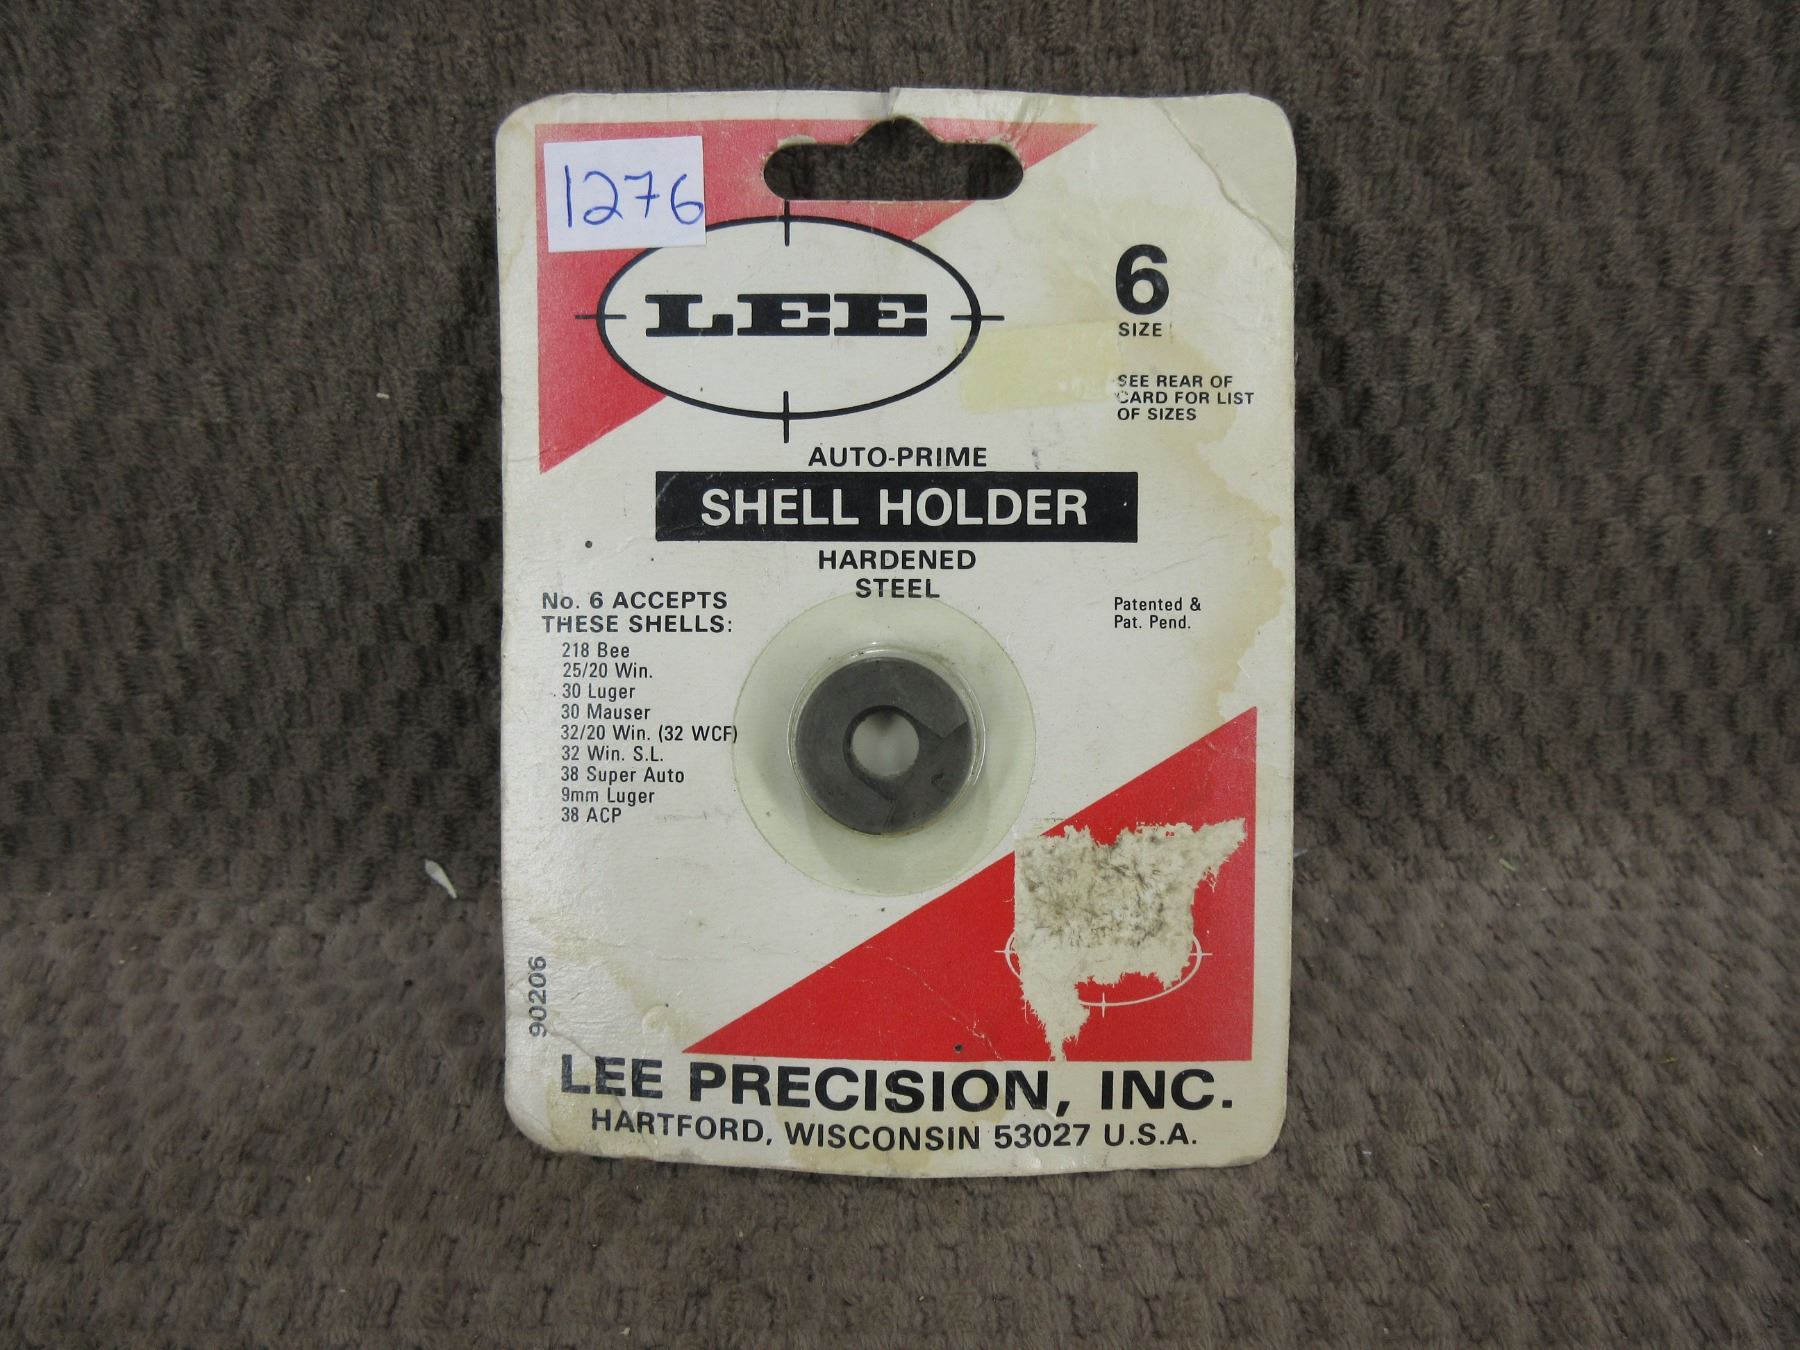 1276
LEE
6
SIZE
SEE REAR OF
CARD FOR LIST
OF SIZES
AUTO-PRIME
SHELL HOLDER
HARDENED
STEEL
No. 6 ACCEPTS
THESE SHELLS:
218 Bee
25/20 Win.
30 Luger
30 Mauser
32/20 Win. (32 WCF)
32 Win. S.L.
38 Super Auto
9mm Luger
38 ACP
Patented &
Pat. Pend.
90206
LEE PRECISION, INC.
HARTFORD, WISCONSIN 53027 U.S.A.